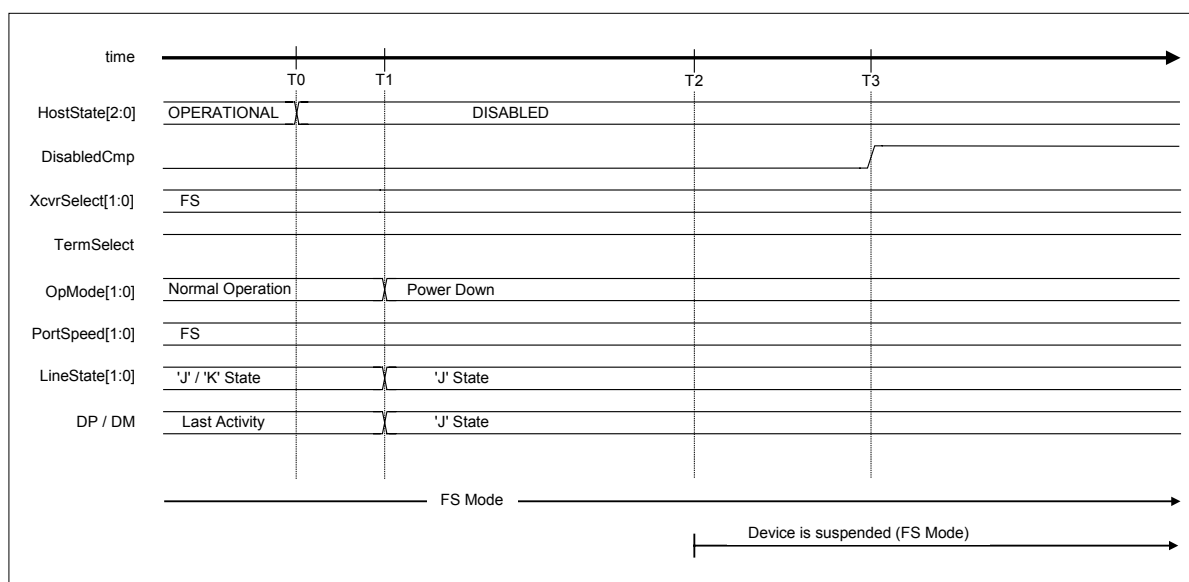 time
T0 T1 T2 T3
HostState[2:0] OPERATIONAL DISABLED
DisabledCmp
XcvrSelect[1:0] FS
TermSelect
OpMode[1:0] Normal Operation Power Down
PortSpeed[1:0] FS
LineState[1:0] 'J' / 'K' State 'J' State
DP / DM Last Activity 'J' State
FS Mode
Device is suspended (FS Mode)